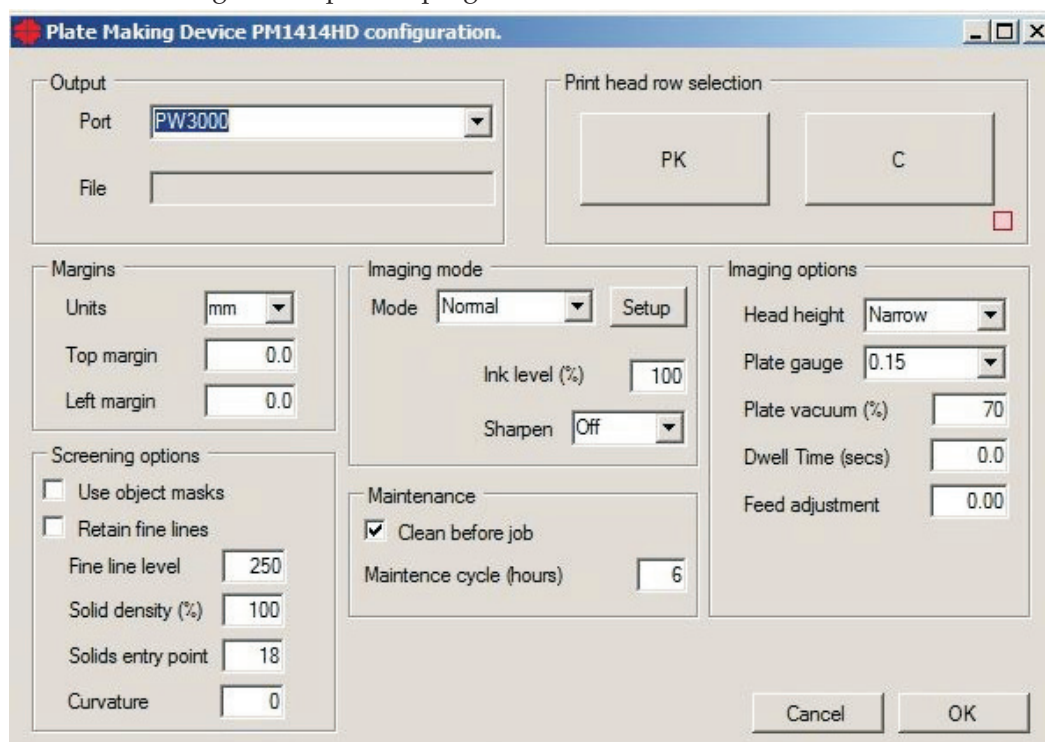 Plate Making Device PM1414HD configuration.
Output
Port PW3000
File
Print head row selection
PK C
Margins
Units mm
Top margin 0.0
Left margin 0.0
Imaging mode
Mode Normal Setup
Ink level (%) 100
Sharpen Off
Imaging options
Head height Narrow
Plate gauge 0.15
Plate vacuum (%) 70
Dwell Time (secs) 0.0
Feed adjustment 0.00
Screening options
Use object masks
Retain fine lines
Fine line level 250
Solid density (%) 100
Solids entry point 18
Curvature 0
Maintenance
Clean before job
Maintence cycle (hours) 6
Cancel OK